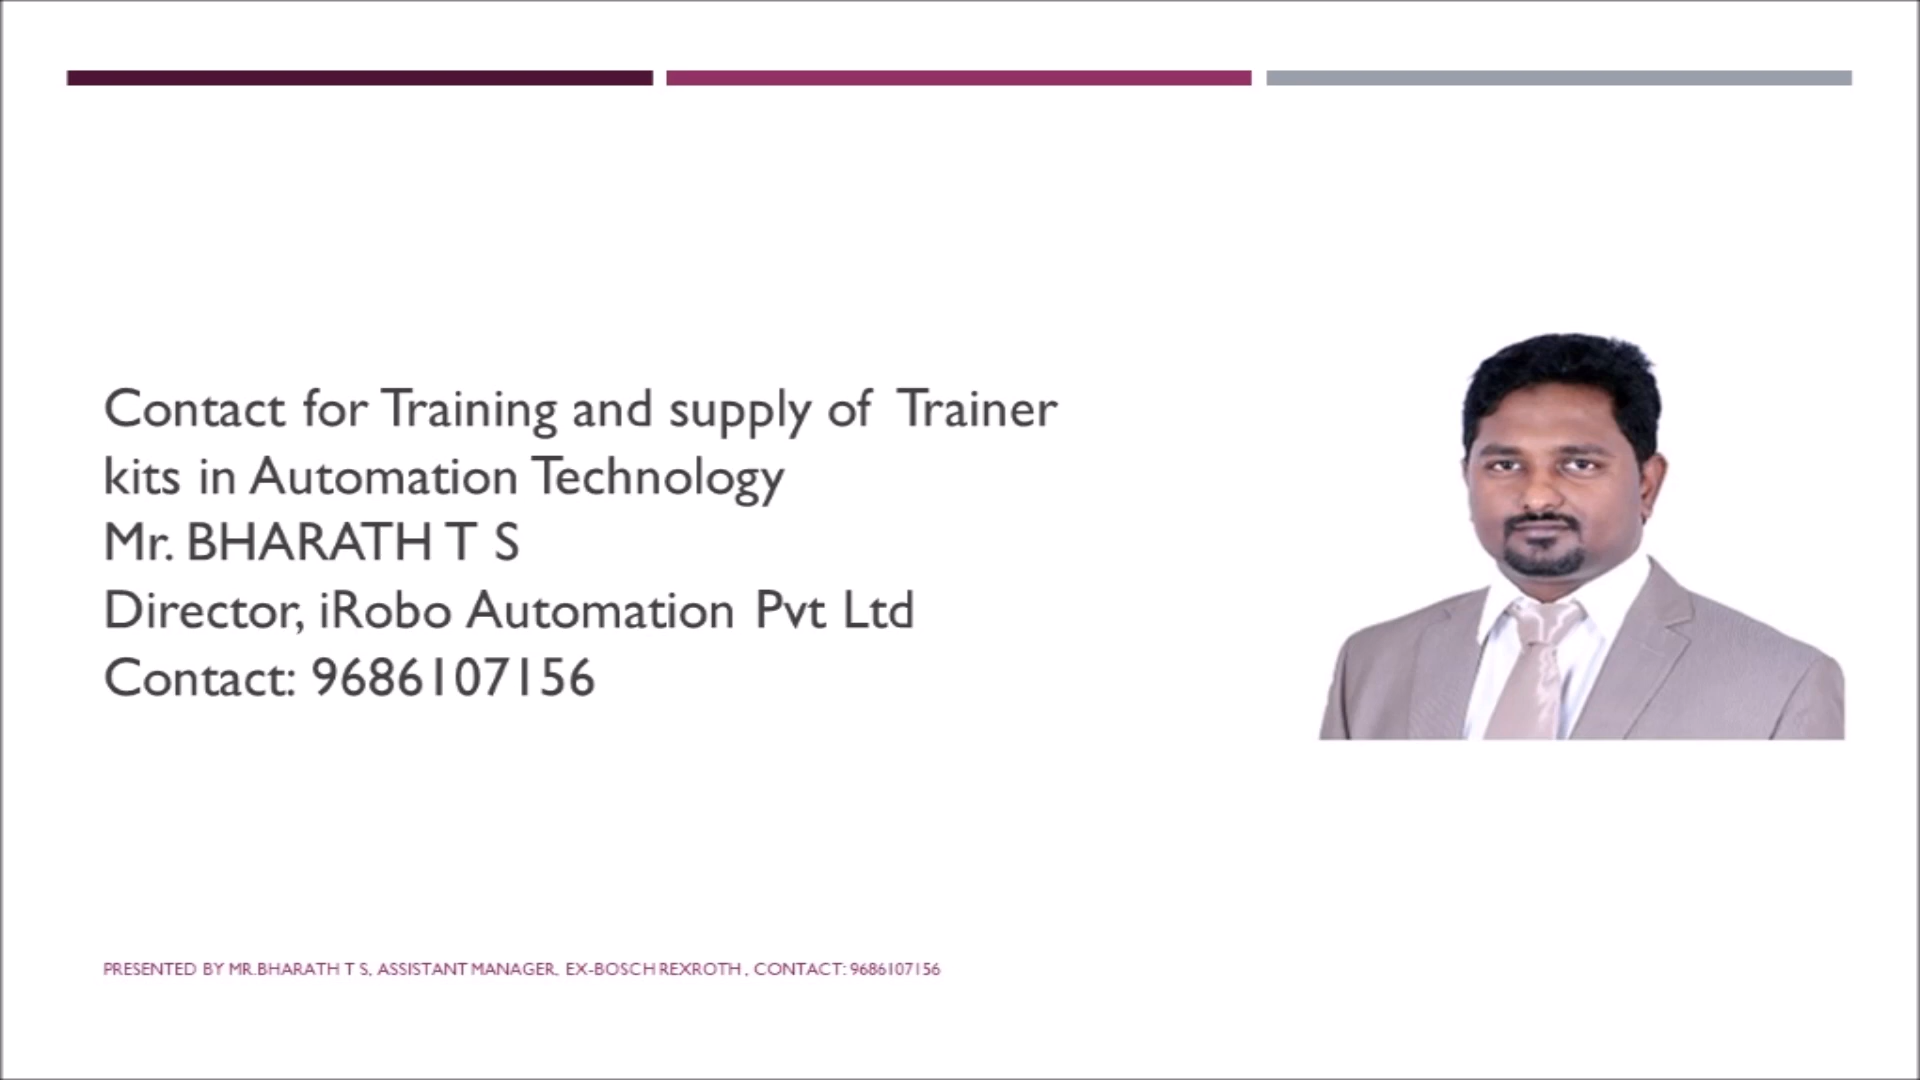 Contact for Training and supply of Trainer
kits in Automation Technology
Mr. BHARATH T S
Director, iRobo Automation Pvt Ltd
Contact: 9686107156
PRESENTED BY MR.BHARATH T S, ASSISTANT MANAGER, EX-BOSCH REXROTH , CONTACT: 9686107156